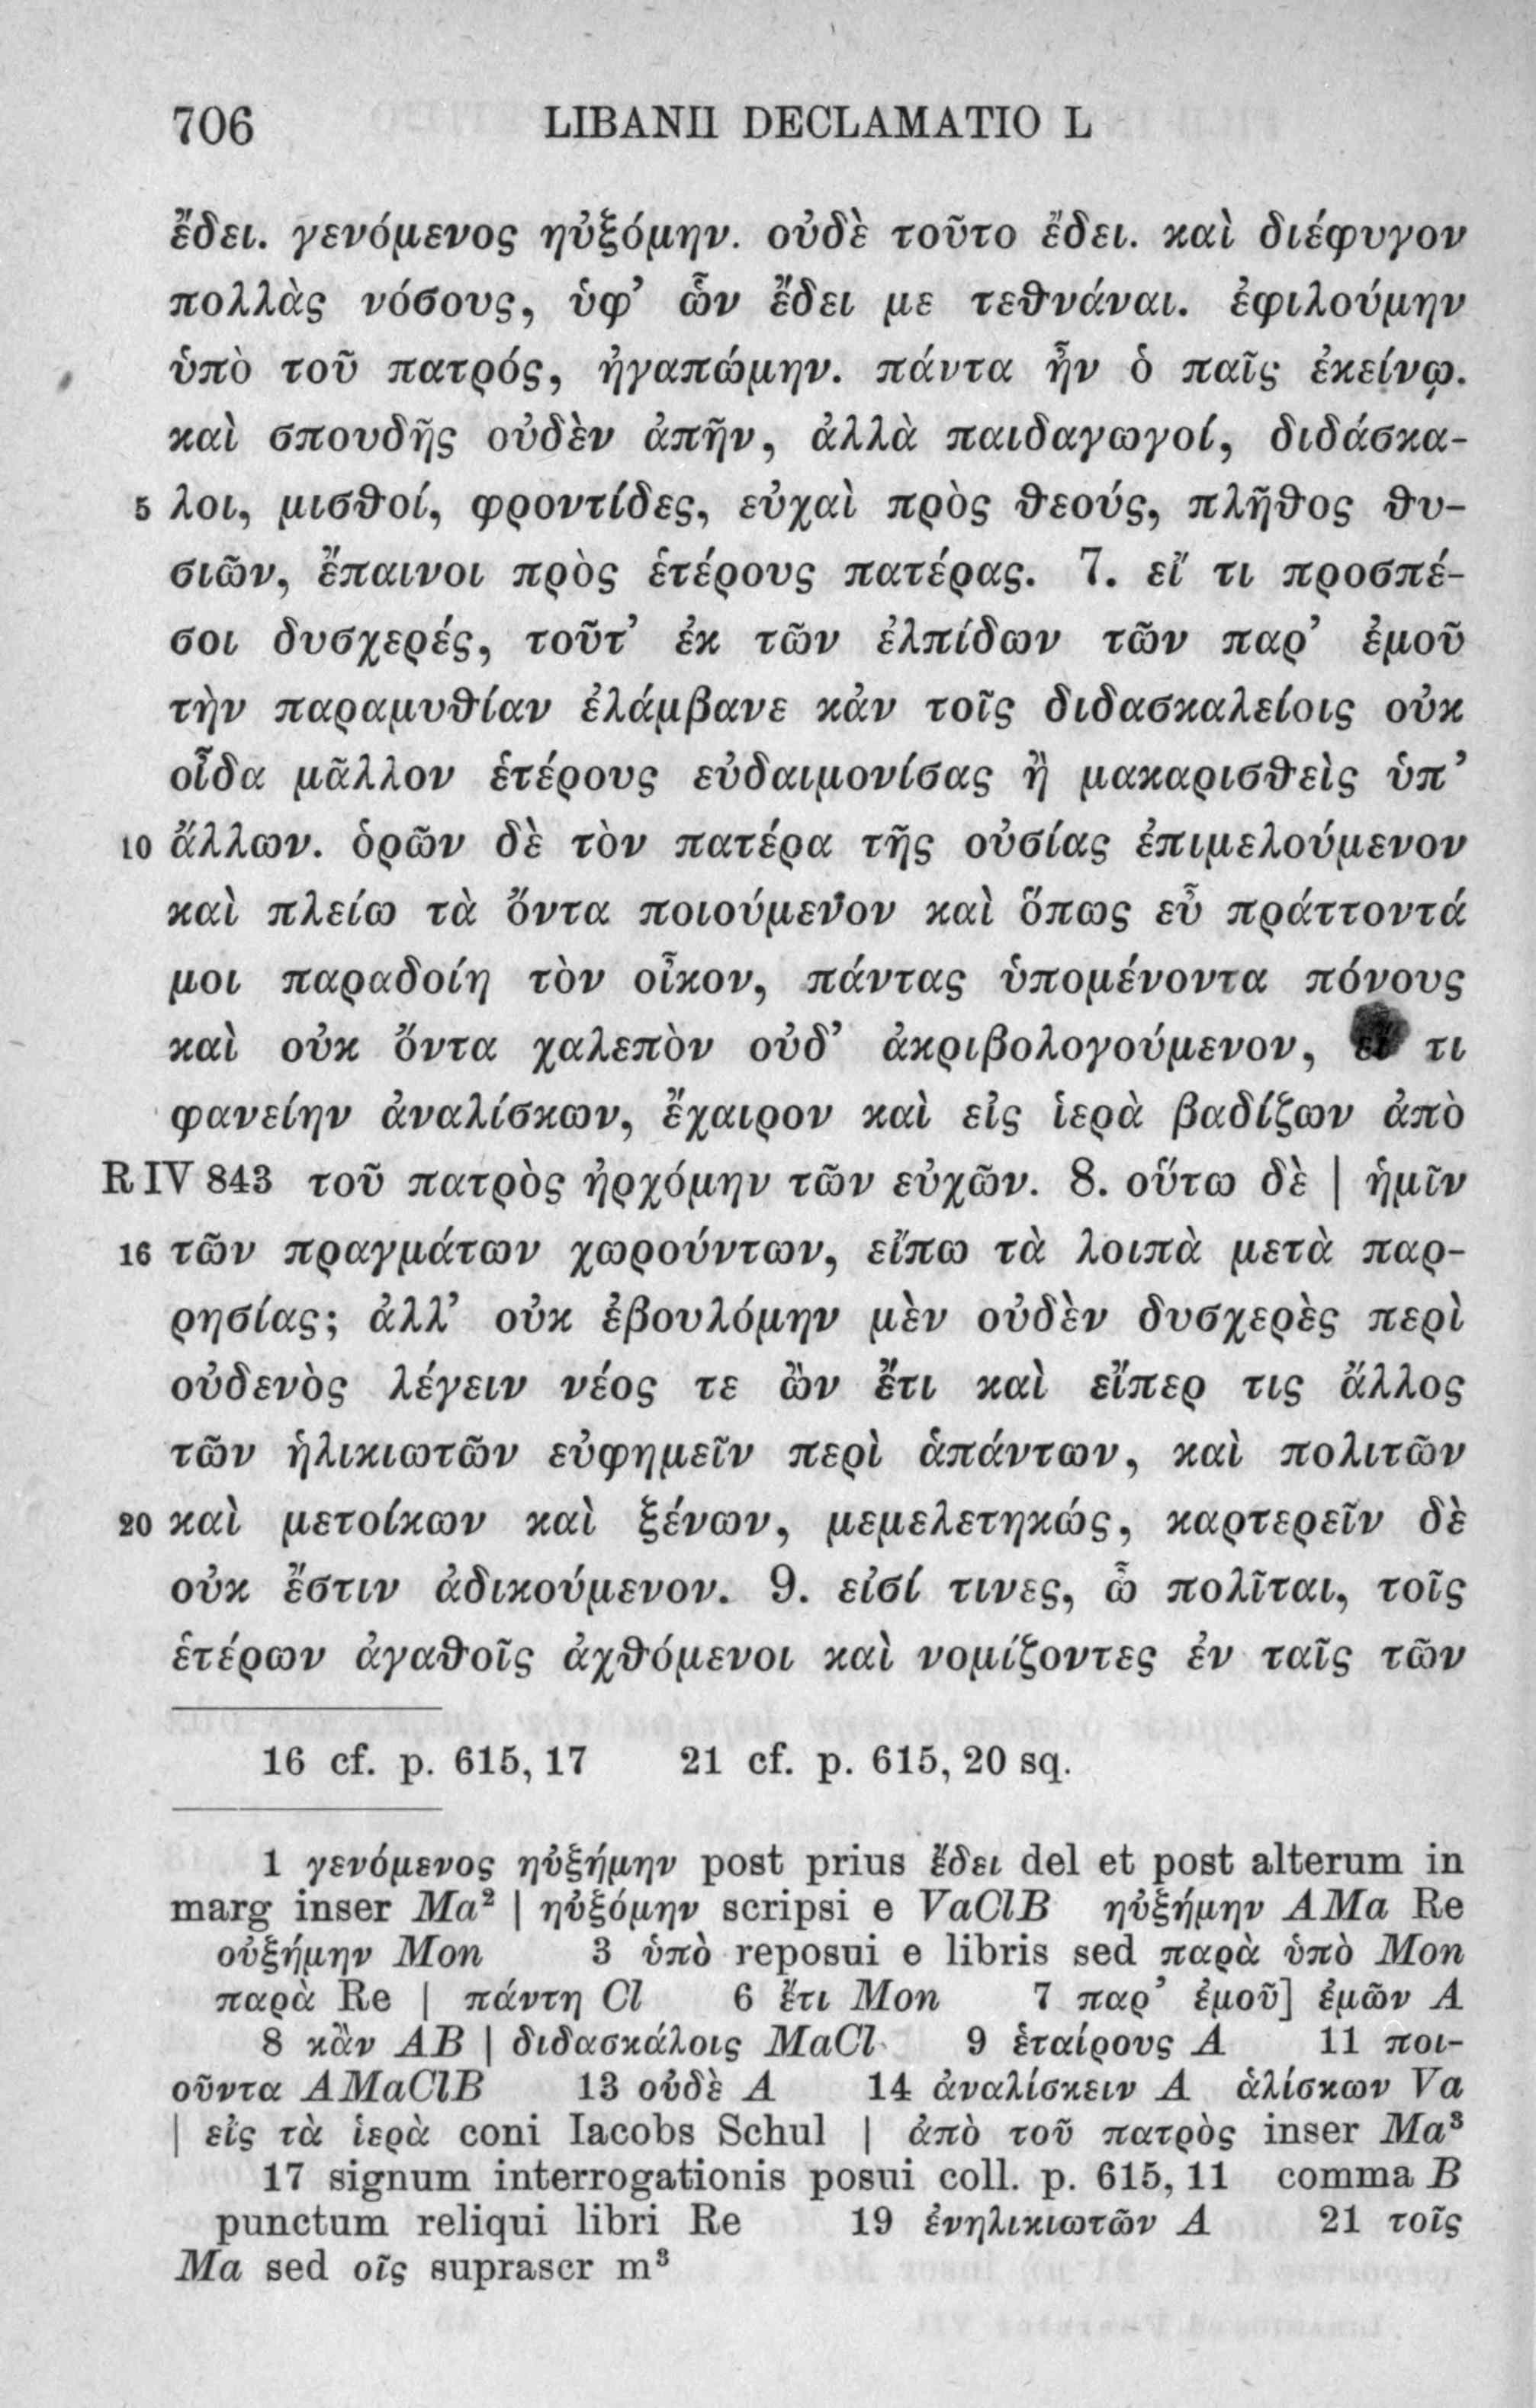 706 LIBANII DECLAMATIO L
ἔδει. γενόμενος ηὐξόμην. οὐδὲ τοῦτο ἔδει. καὶ διέφυγον
πολλὰς νόσους, ὑφ’ ὧν ἔδει με τεθνάναι. ἐφιλούμην
ὑπὸ τοῦ πατρός, ἠγαπώμην. πάντα ἦν ὁ παῖς ἐκείνῳ.
καὶ σπουδῆς οὐδὲν ἀπῆν, ἀλλὰ παιδαγωγοί, διδάσκα-
5 λοι, μισθοί, φροντίδες, εὐχαὶ πρὸς θεούς, πλῆθος θυ-
σιῶν, ἔπαινοι πρὸς ἑτέρους πατέρας. 7. εἴ τι προσπέ-
σοι δυσχερές, τοῦτ’ ἐκ τῶν ἐλπίδων τῶν παρ’ ἐμοῦ
τὴν παραμυθίαν ἐλάμβανε κἀν τοῖς διδασκαλείοις οὐκ
οἶδα μᾶλλον ἑτέρους εὐδαιμονίσας ἢ μακαρισθεὶς ὑπ’
10 ἄλλων. ὁρῶν δὲ τὸν πατέρα τῆς οὐσίας ἐπιμελούμενον
καὶ πλείω τὰ ὄντα ποιούμενον καὶ ὅπως εὖ πράττοντά
μοι παραδοίη τὸν οἶκον, πάντας ὑπομένοντα πόνους
καὶ οὐκ ὄντα χαλεπὸν οὐδ’ ἀκριβολογούμενον, εἴ τι
φανείην ἀναλίσκων, ἔχαιρον καὶ εἰς ἱερὰ βαδίζων ἀπὸ
R IV 843 τοῦ πατρὸς ἠρχόμην τῶν εὐχῶν. 8. οὕτω δὲ | ἡμῖν
16 τῶν πραγμάτων χωρούντων, εἴπω τὰ λοιπὰ μετὰ παρ-
ρησίας; ἀλλ’ οὐκ ἐβουλόμην μὲν οὐδὲν δυσχερὲς περὶ
οὐδενὸς λέγειν νέος τε ὢν ἔτι καὶ εἴπερ τις ἄλλος
τῶν ἡλικιωτῶν εὐφημεῖν περὶ ἁπάντων, καὶ πολιτῶν
20 καὶ μετοίκων καὶ ξένων, μεμελετηκώς, καρτερεῖν δὲ
οὐκ ἔστιν ἀδικούμενον. 9. εἰσί τινες, ὦ πολῖται, τοῖς
ἑτέρων ἀγαθοῖς ἀχθόμενοι καὶ νομίζοντες ἐν ταῖς τῶν
16 cf. p. 615, 17 21 cf. p. 615, 20 sq.
1 γενόμενος ηὐξήμην post prius ἔδει del et post alterum in
marg inser Ma² | ηὐξόμην scripsi e VaClB ηὐξήμην AMa Re
οὐξήμην Mon 3 ὑπὸ reposui e libris sed παρὰ ὑπὸ Mon
παρὰ Re | πάντη Cl 6 ἔτι Mon 7 παρ’ ἐμοῦ] ἐμῶν A
8 κἂν AB | διδασκάλοις MaCl 9 ἑταίρους A 11 ποι-
οῦντα AMaClB 13 οὐδὲ A 14 ἀναλίσκειν A ἁλίσκων Va
| εἰς τὰ ἱερὰ coni Iacobs Schul | ἀπὸ τοῦ πατρὸς inser Ma³
17 signum interrogationis posui coll. p. 615, 11 comma B
punctum reliqui libri Re 19 ἐνηλικιωτῶν A 21 τοῖς
Ma sed οἷς suprascr m³